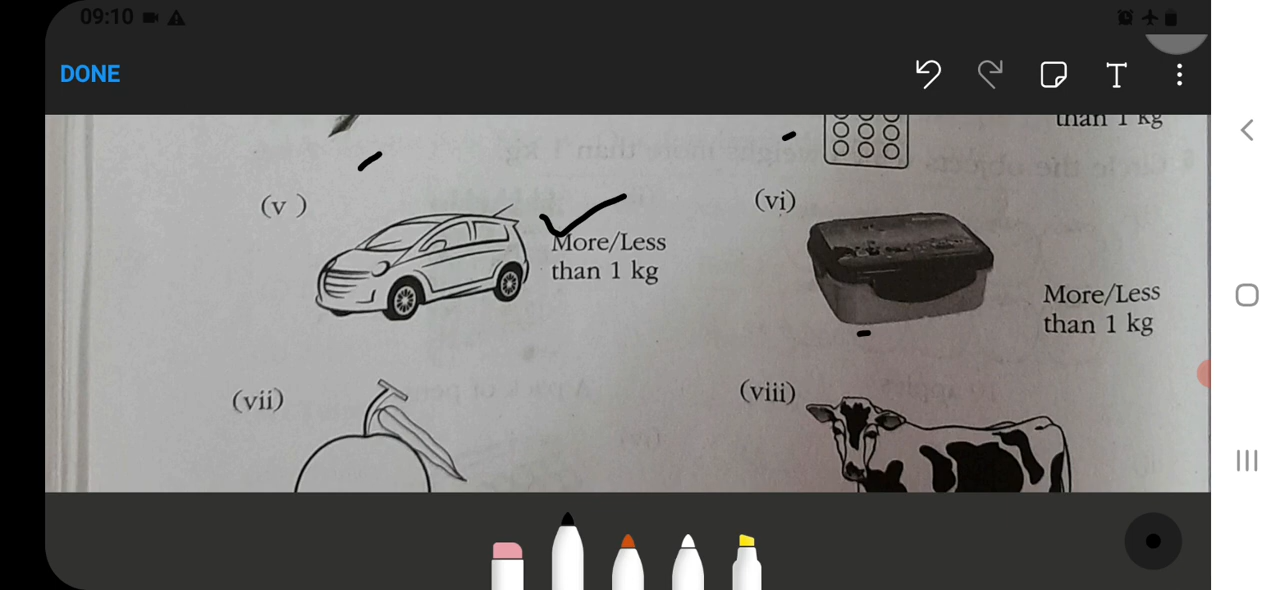 09:10
DONE
T
than 1 kg
(v )
More/Less
than 1 kg
(vi)
More/Less
than 1 kg
(vii)
(viii)